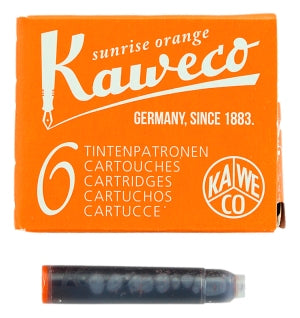 sunrise orange
Kaweco
GERMANY, SINCE 1883.
6
TINTENPATRONEN
CARTOUCHES
CARTRIDGES
CARTUCHOS
CARTUCCE
KA WE
CO